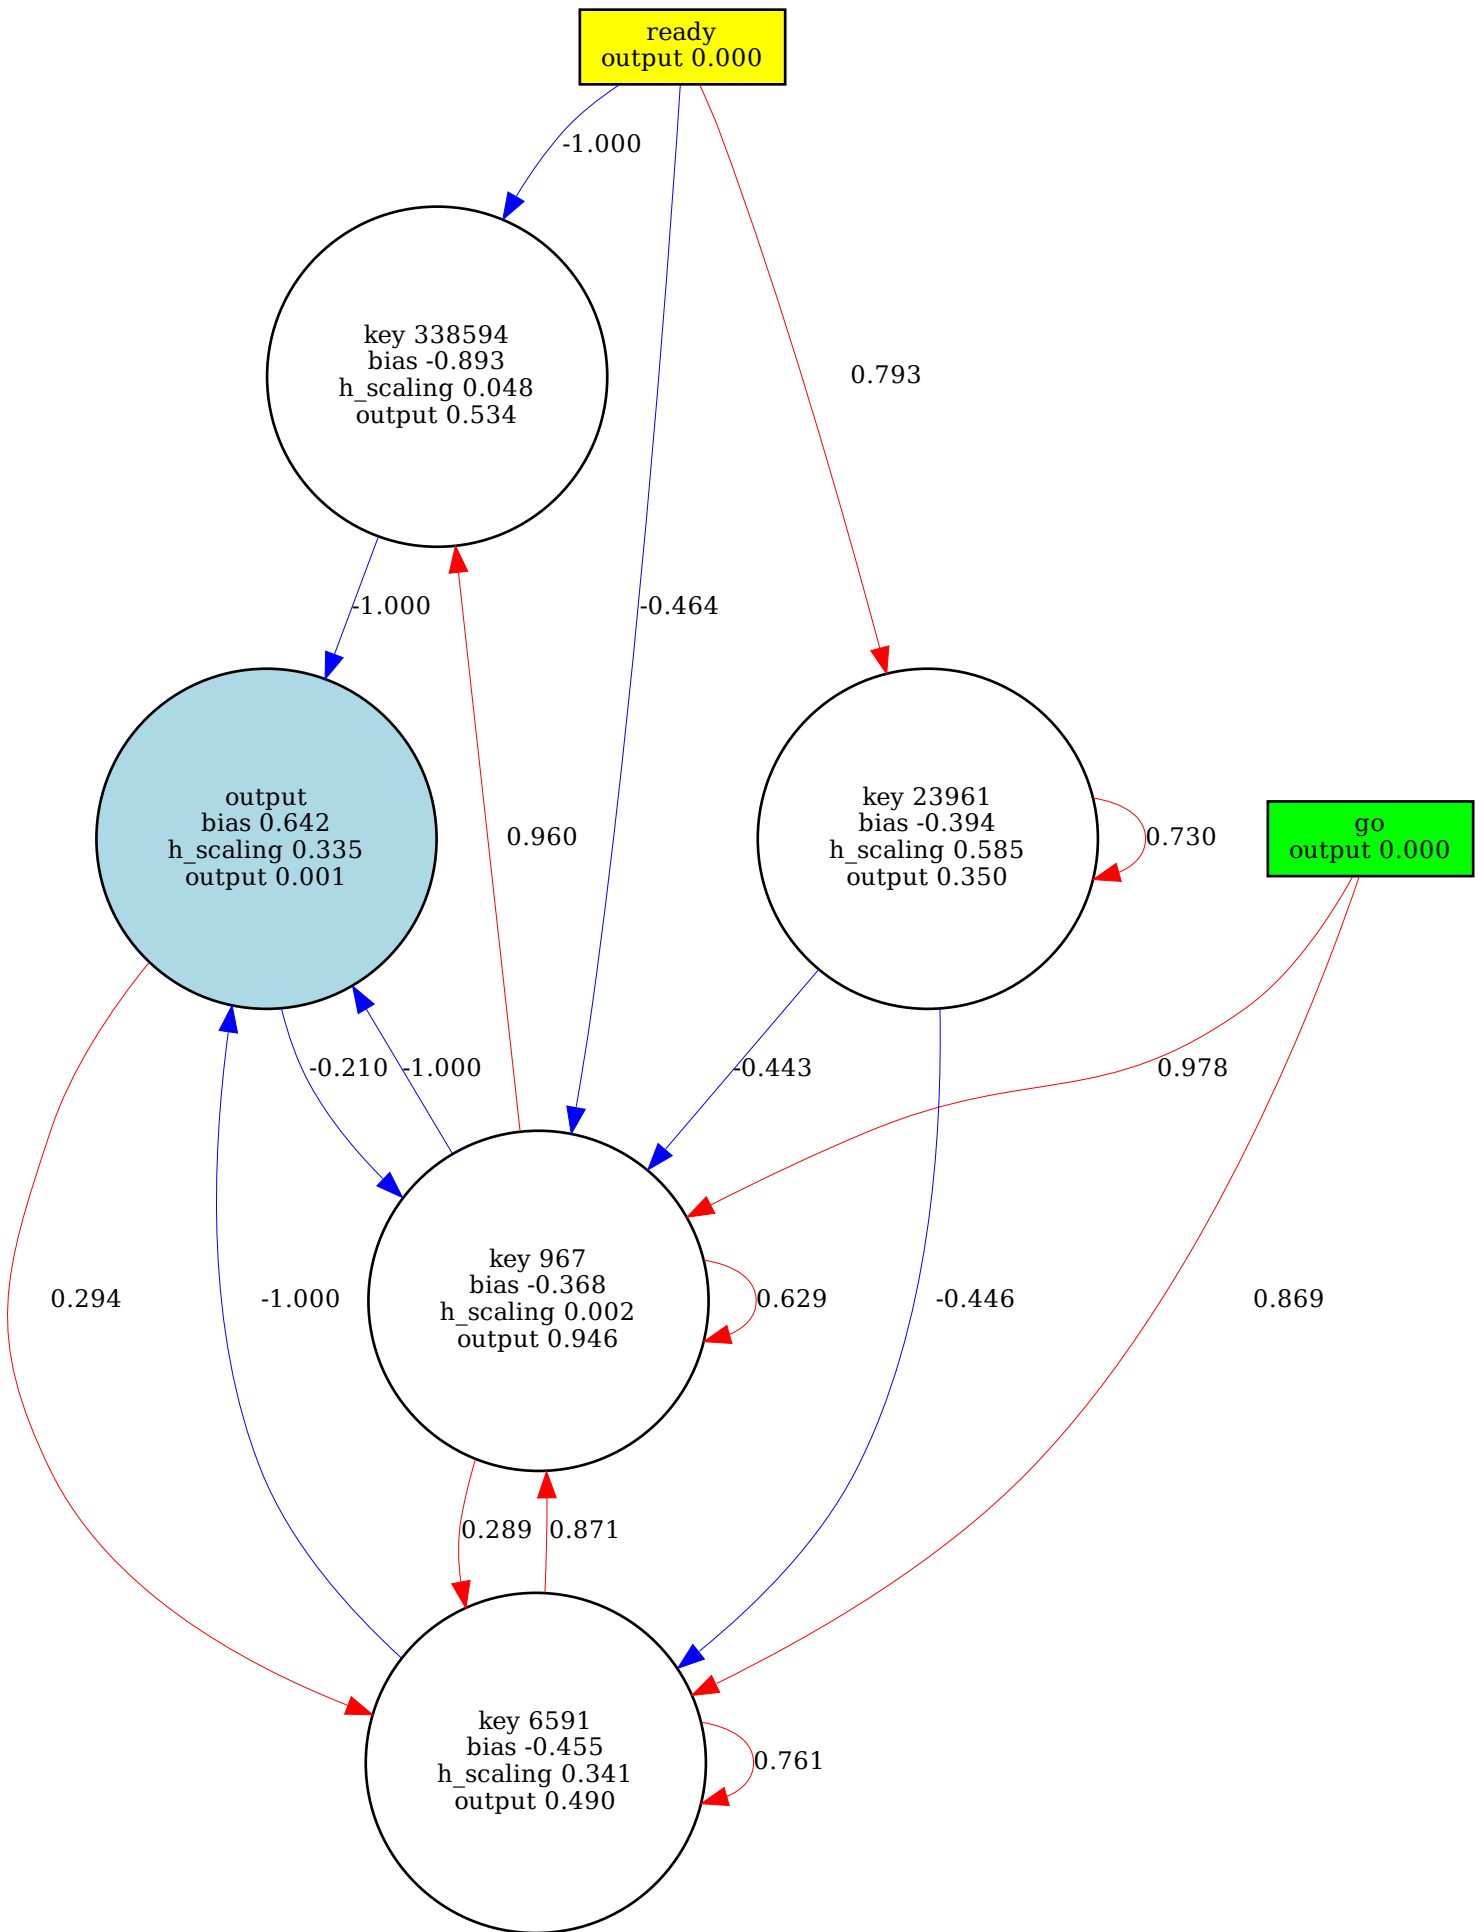 ready
output 0.000
-1.000
key 338594
bias -0.893
h_scaling 0.048
output 0.534
0.793
-1.000
-0.464
output
bias 0.642
h_scaling 0.335
output 0.001
0.960
key 23961
bias -0.394
h_scaling 0.585
output 0.350
0.730
go
output 0.000
-0.210
-1.000
-0.443
0.978
0.294
-1.000
key 967
bias -0.368
h_scaling 0.002
output 0.946
0.629
-0.446
0.869
0.289
0.871
key 6591
bias -0.455
h_scaling 0.341
output 0.490
0.761